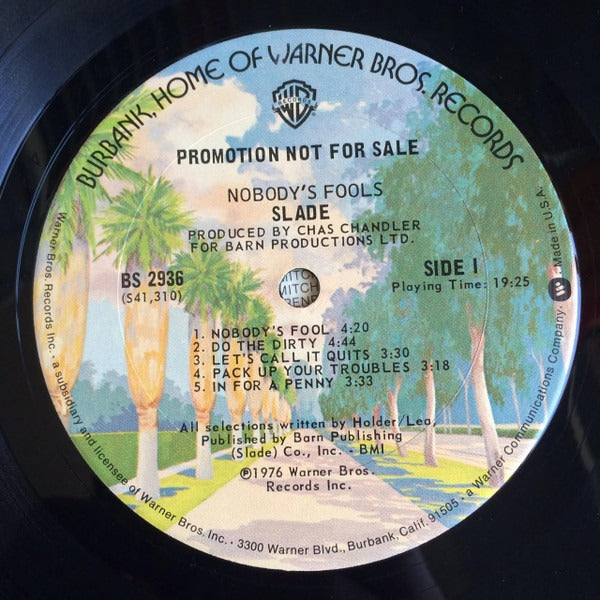 BURBANK, HOME OF WARNER BROS. RECORDS
RECORDS
PROMOTION NOT FOR SALE
NOBODY'S FOOLS
SLADE
PRODUCED BY CHAS CHANDLER
FOR BARN PRODUCTIONS LTD.
BS 2936
(S41,310)
SIDE I
Playing Time: 19:25
1. NOBODY'S FOOL 4:20
2. DO THE DIRTY 4:44
3. LET'S CALL IT QUITS 3:30
4. PACK UP YOUR TROUBLES 3:18
5. IN FOR A PENNY 3:33
All selections written by Holder/Lea,
Published by Barn Publishing
(Slade) Co., Inc. - BMI
℗1976 Warner Bros.
Records Inc.
Warner Bros. Records Inc. • a subsidiary and licensee of Warner Bros. Inc. • 3300 Warner Blvd., Burbank, Calif. 91505 • a Warner Communications Company • Made in U.S.A.